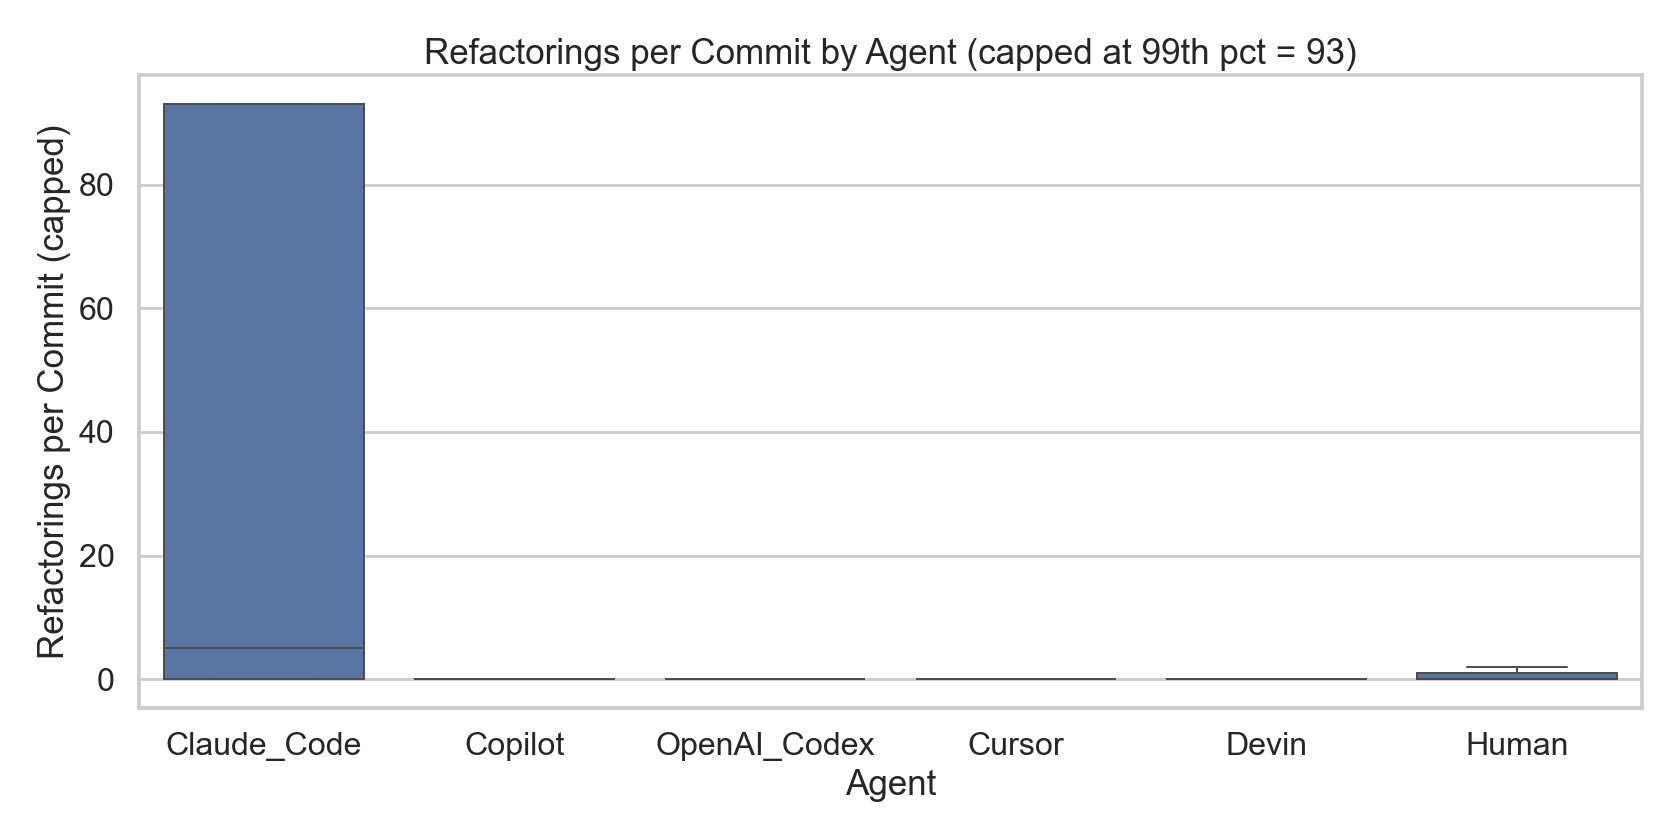 Refactorings per Commit by Agent (capped at 99th pct = 93)
Refactorings per Commit (capped)
80
60
40
20
0
Claude_Code Copilot OpenAI_Codex Cursor Devin Human
Agent